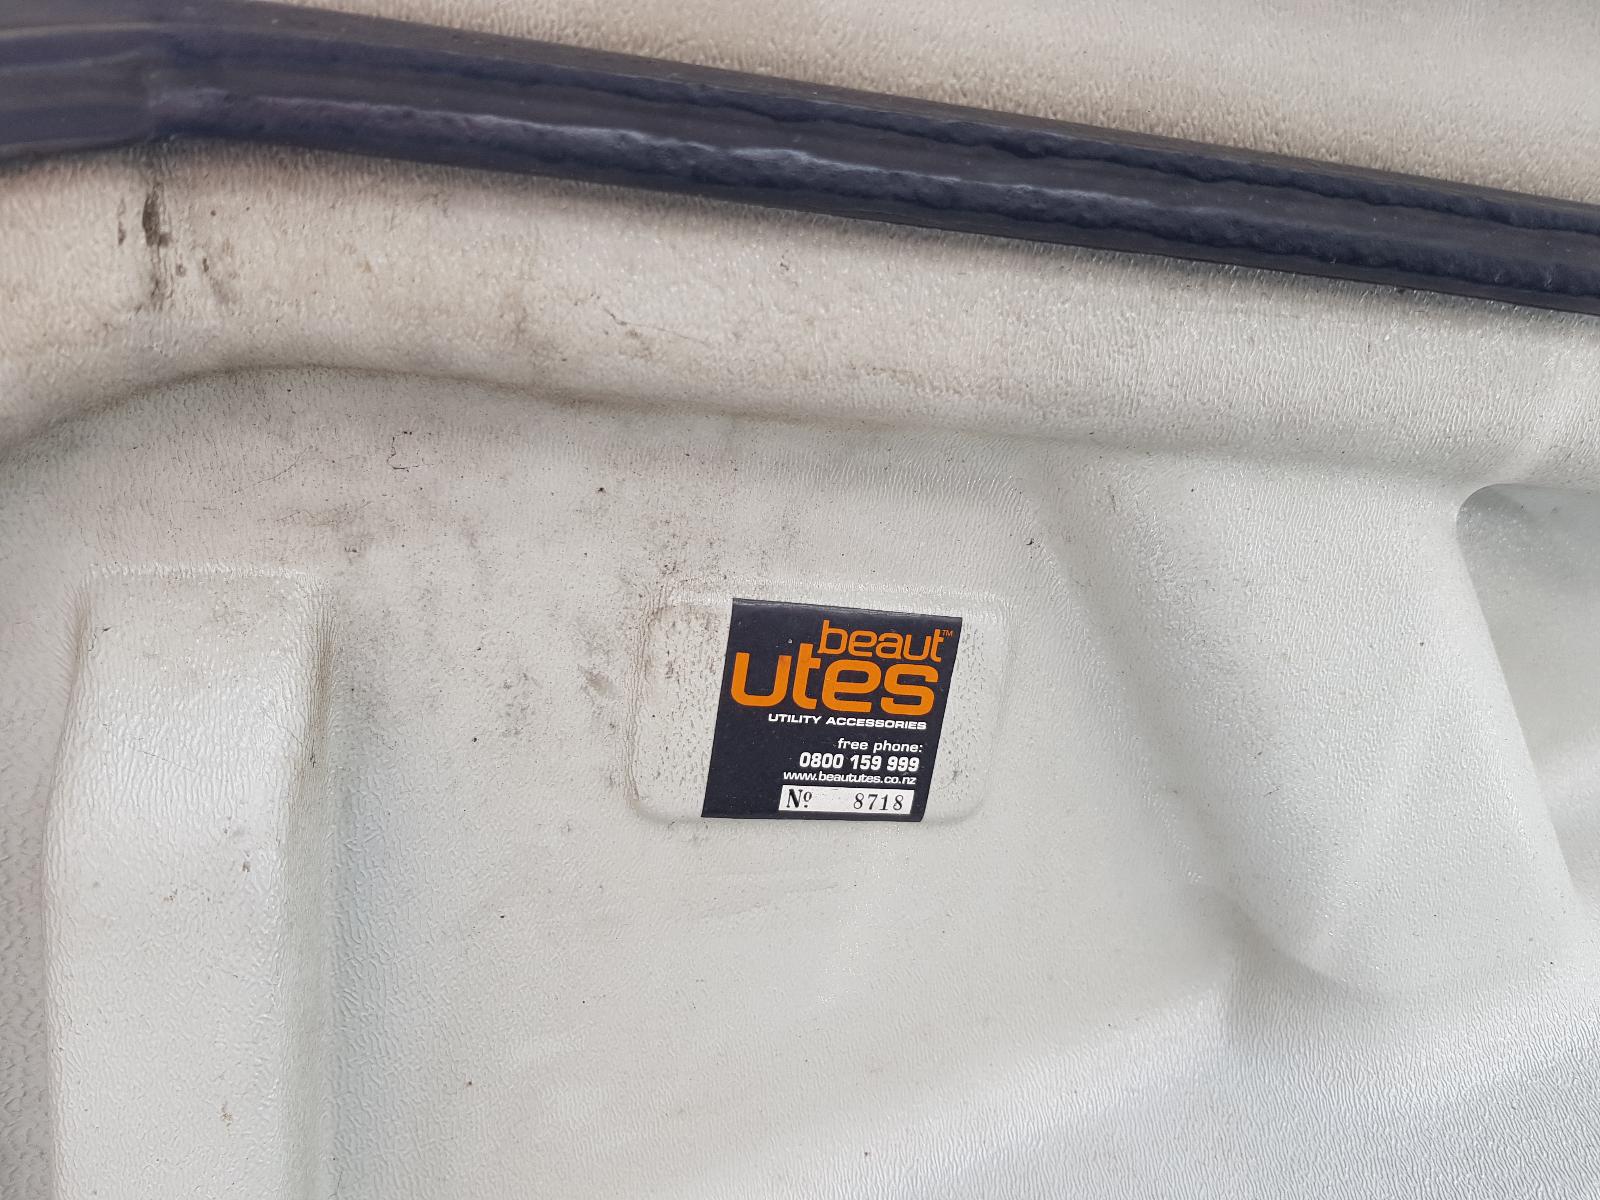 beaut™
utes
UTILITY ACCESSORIES
free phone:
0800 159 999
www.beaututes.co.nz
Nº 8718